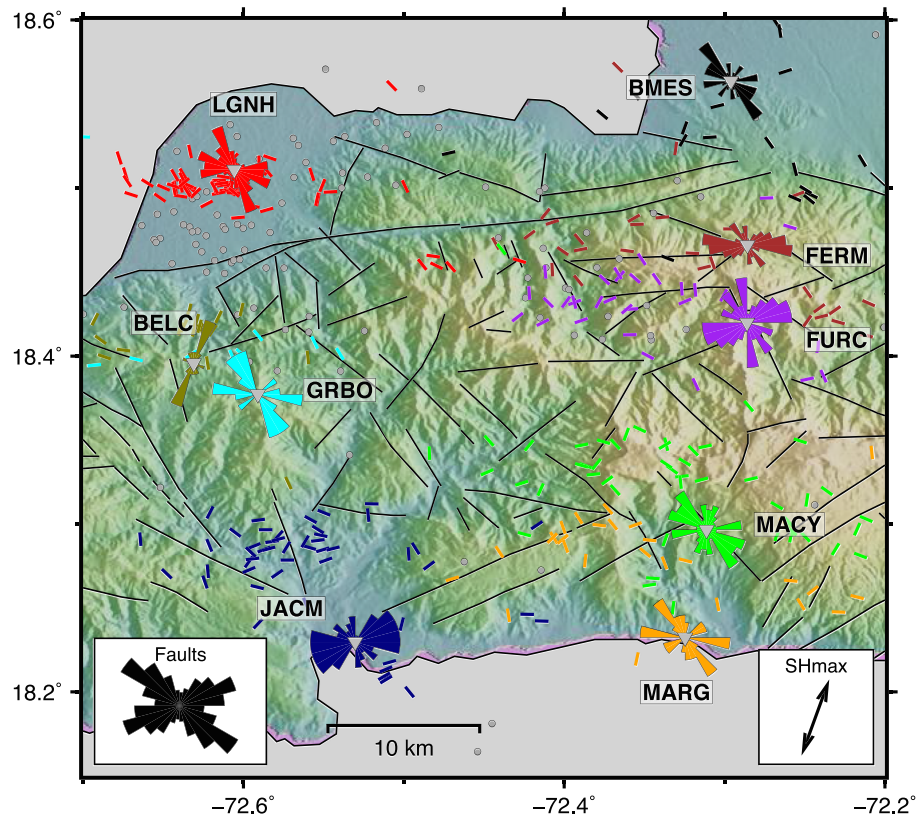 18.6°
LGNH
BMES
FERM
BELC
FURC
18.4°
GRBO
MACY
JACM
Faults
SHmax
MARG
18.2°
10 km
−72.6°
−72.4°
−72.2°